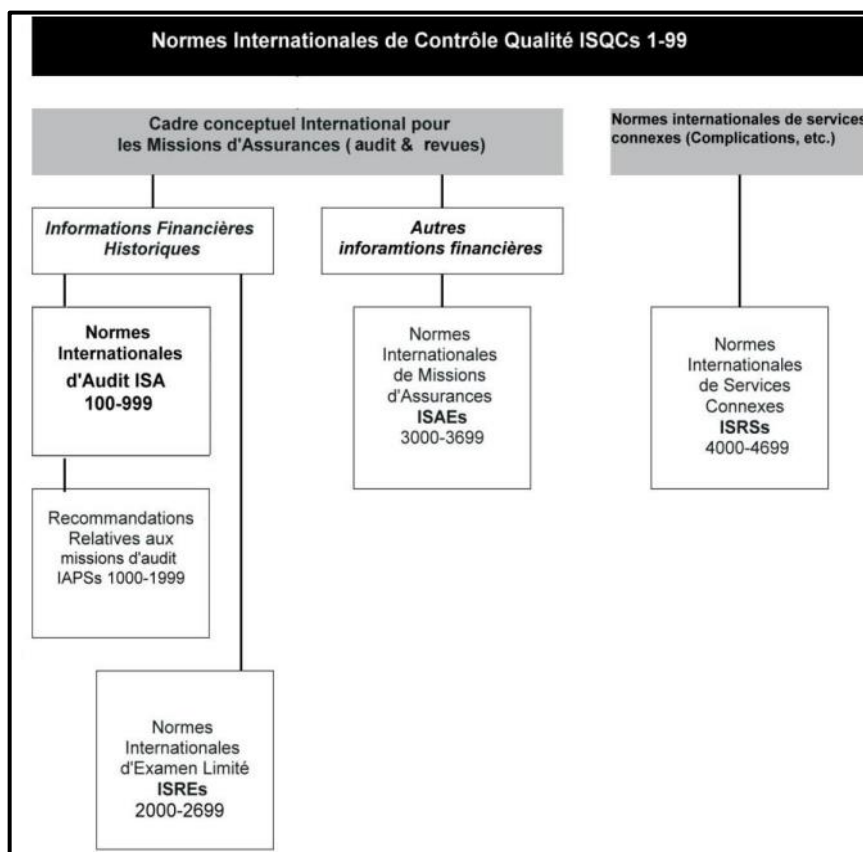 Normes Internationales de Contrôle Qualité ISQCs 1-99
Cadre conceptuel International pour
les Missions d'Assurances ( audit & revues)
Normes internationales de services
connexes (Complications, etc.)
Informations Financières
Historiques
Autres
inforamtions financières
Normes
Internationales
d'Audit ISA
100-999
Normes
Internationales
de Missions
d'Assurances
ISAEs
3000-3699
Normes
Internationales
de Services
Connexes
ISRSs
4000-4699
Recommandations
Relatives aux
missions d'audit
IAPSs 1000-1999
Normes
Internationales
d'Examen Limité
ISREs
2000-2699